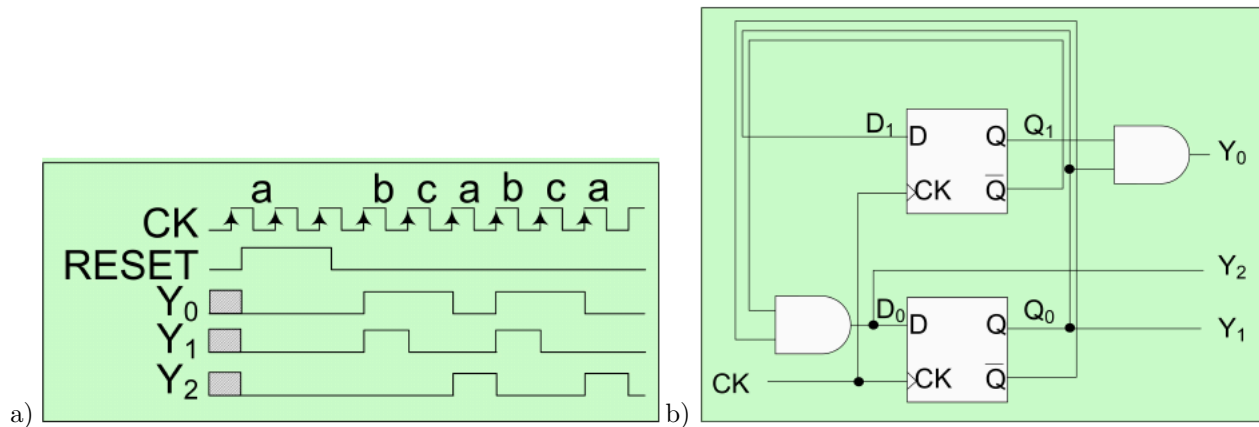 a b c a b c a
CK
RESET
Y₀
Y₁
Y₂
a)
D₁ D Q Q₁ Y₀
CK Q̅
Y₂
D₀ D Q Q₀ Y₁
CK CK Q̅
b)